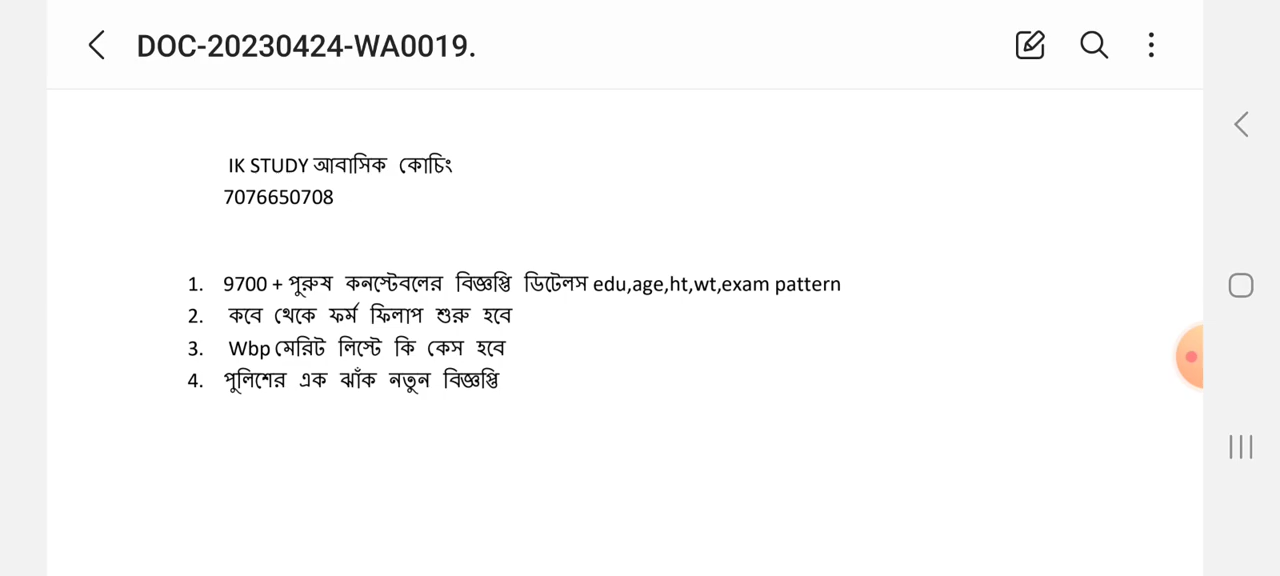 DOC-20230424-WA0019.
IK STUDY আবাসিক কোচিং
7076650708
1. 9700 + পুরুষ কনস্টেবলের বিজ্ঞপ্তি ডিটেলস edu,age,ht,wt,exam pattern
2. কবে থেকে ফর্ম ফিলাপ শুরু হবে
3. Wbp মেরিট লিস্টে কি কেস হবে
4. পুলিশের এক ঝাঁক নতুন বিজ্ঞপ্তি